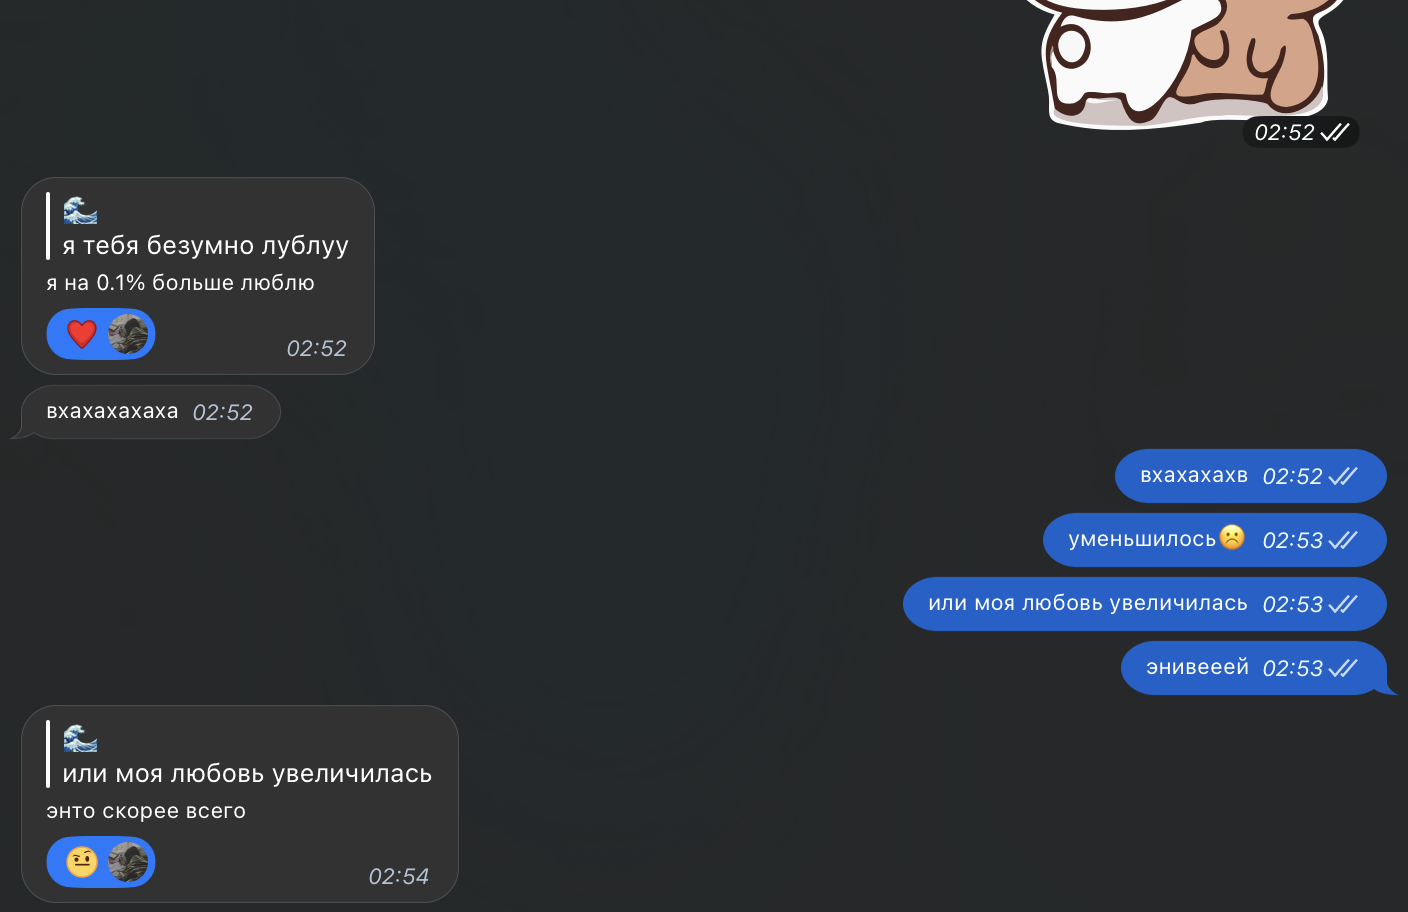 02:52
🌊
я тебя безумно лублуу
я на 0.1% больше люблю
❤️
02:52
вхахахахаха 02:52
вхахахахв 02:52
уменьшилось☹️ 02:53
или моя любовь увеличилась 02:53
энивееей 02:53
🌊
или моя любовь увеличилась
энто скорее всего
🤨
02:54